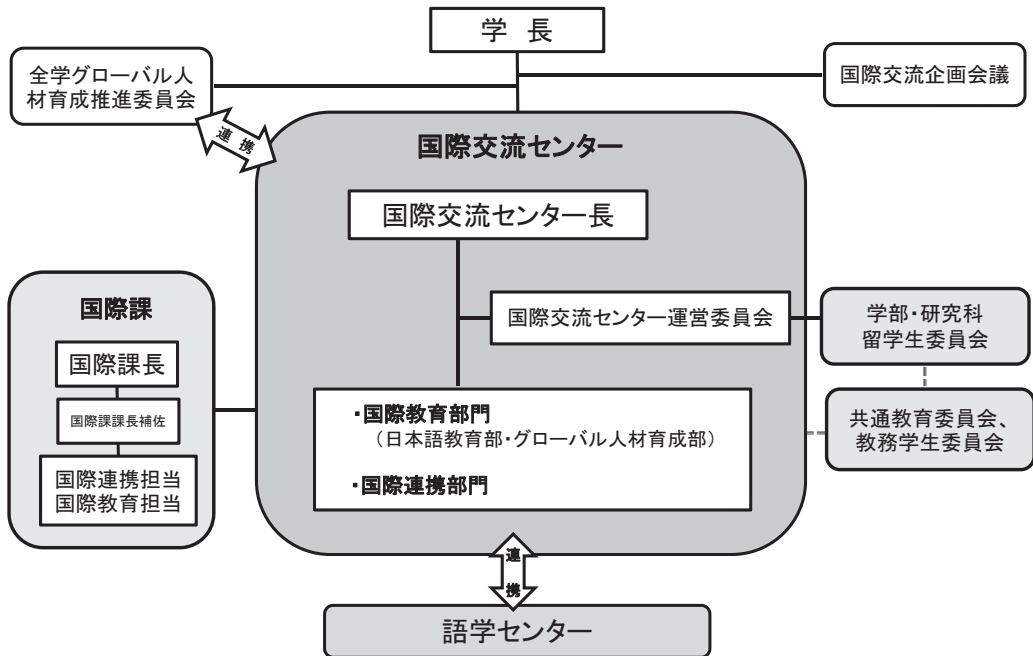 学 長
全学グローバル人
材育成推進委員会
国際交流企画会議
連 携
国際交流センター
国際交流センター長
国際課
国際課長
国際課課長補佐
国際連携担当
国際教育担当
国際交流センター運営委員会
学部・研究科
留学生委員会
・国際教育部門
（日本語教育部・グローバル人材育成部）
・国際連携部門
共通教育委員会、
教務学生委員会
連
携
語学センター